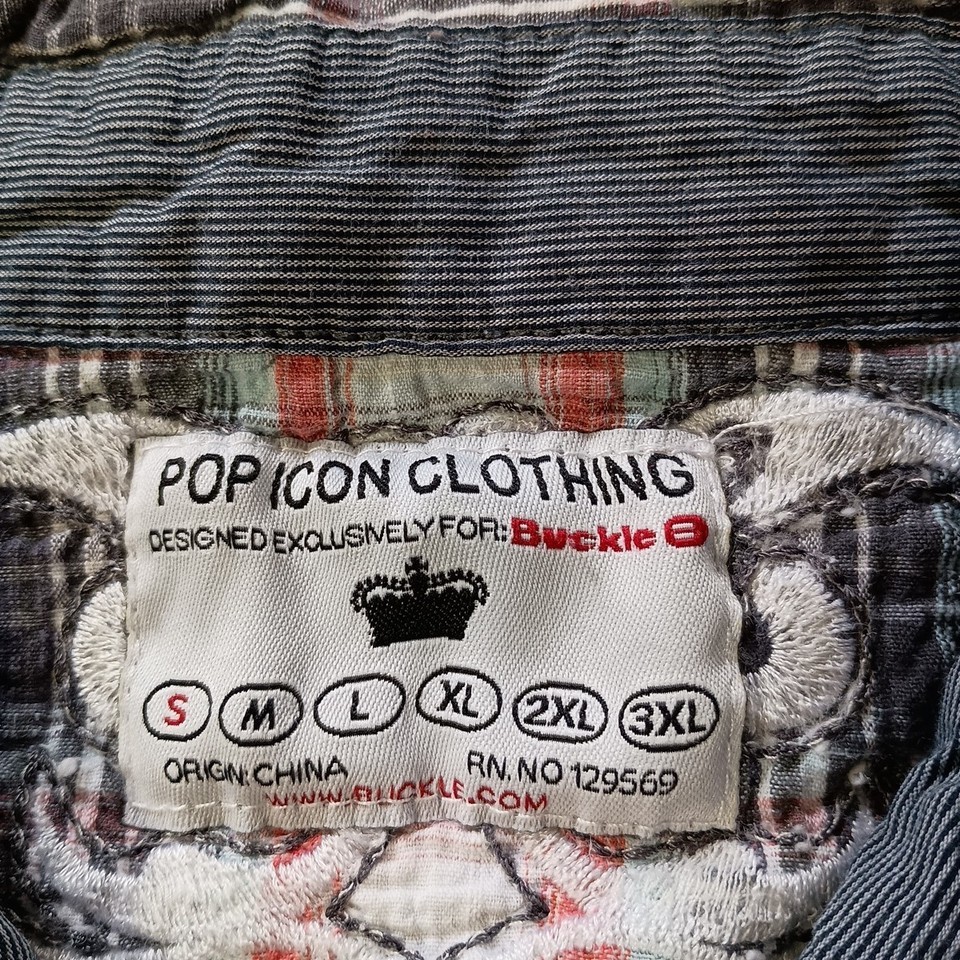 POP ICON CLOTHING
DESIGNED EXCLUSIVELY FOR: Buckle B
S M L XL 2XL 3XL
ORIGIN: CHINA RN. NO 129569
WWW.BUCKLE.COM